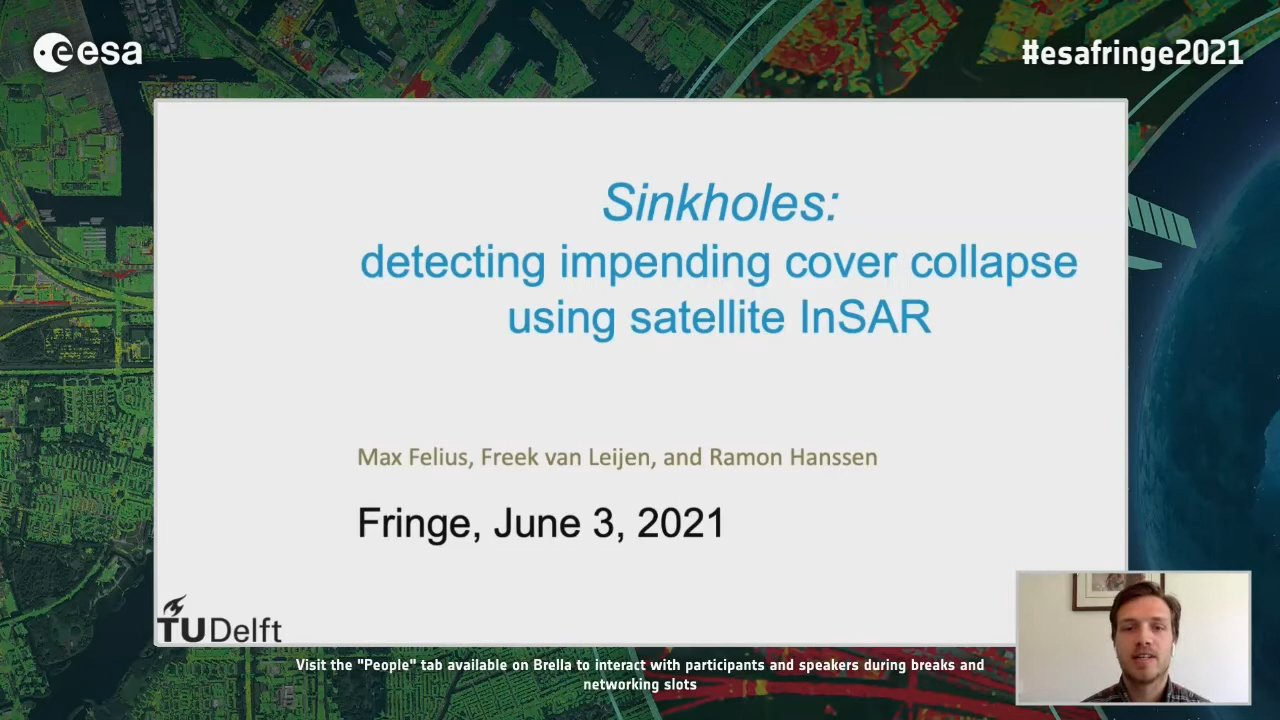 esa
#esafringe2021
Sinkholes:
detecting impending cover collapse
using satellite InSAR
Max Felius, Freek van Leijen, and Ramon Hanssen
Fringe, June 3, 2021
TUDelft
Visit the "People" tab available on Brella to interact with participants and speakers during breaks and
networking slots